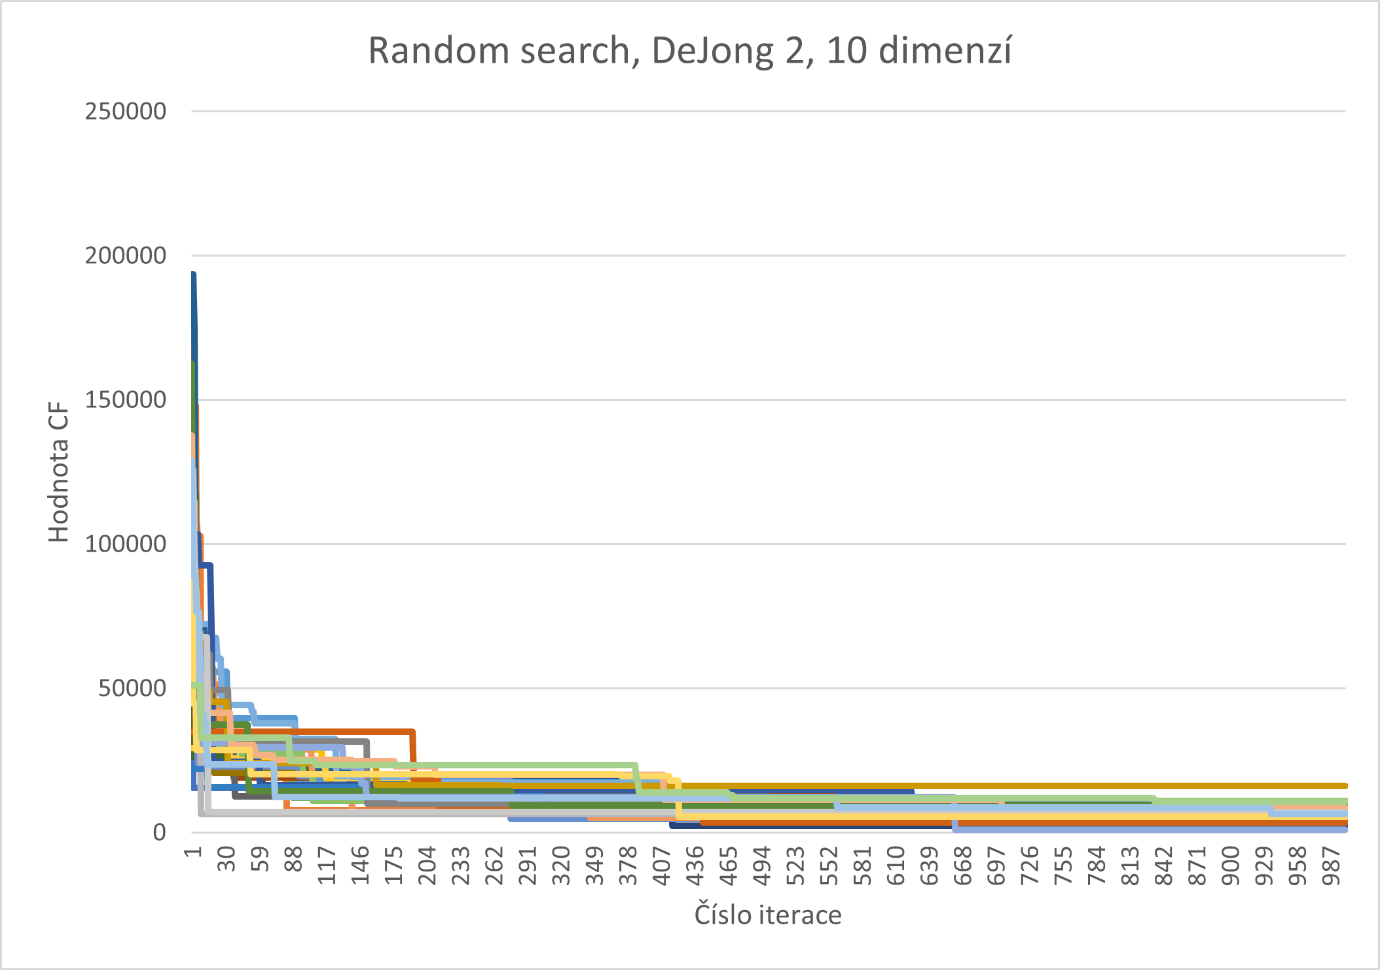 Random search, DeJong 2, 10 dimenzí
250000
200000
150000
100000
50000
0
Hodnota CF
1 30 59 88 117 146 175 204 233 262 291 320 349 378 407 436 465 494 523 552 581 610 639 668 697 726 755 784 813 842 871 900 929 958 987
Číslo iterace